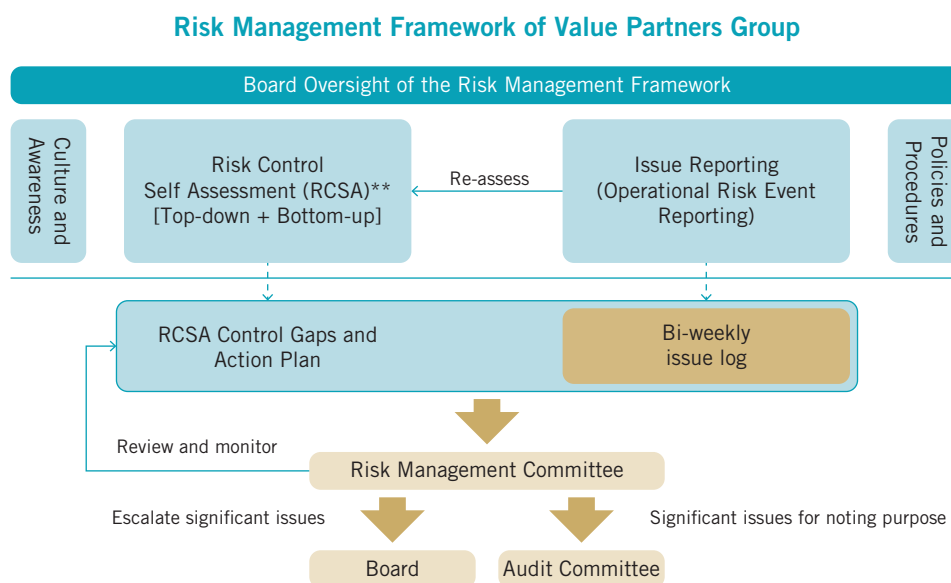 Risk Management Framework of Value Partners Group
Board Oversight of the Risk Management Framework
Culture and
Awareness
Risk Control
Self Assessment (RCSA)**
[Top-down + Bottom-up]
Re-assess
Issue Reporting
(Operational Risk Event
Reporting)
Policies and
Procedures
RCSA Control Gaps and
Action Plan
Bi-weekly
issue log
Review and monitor
Risk Management Committee
Escalate significant issues
Significant issues for noting purpose
Board
Audit Committee